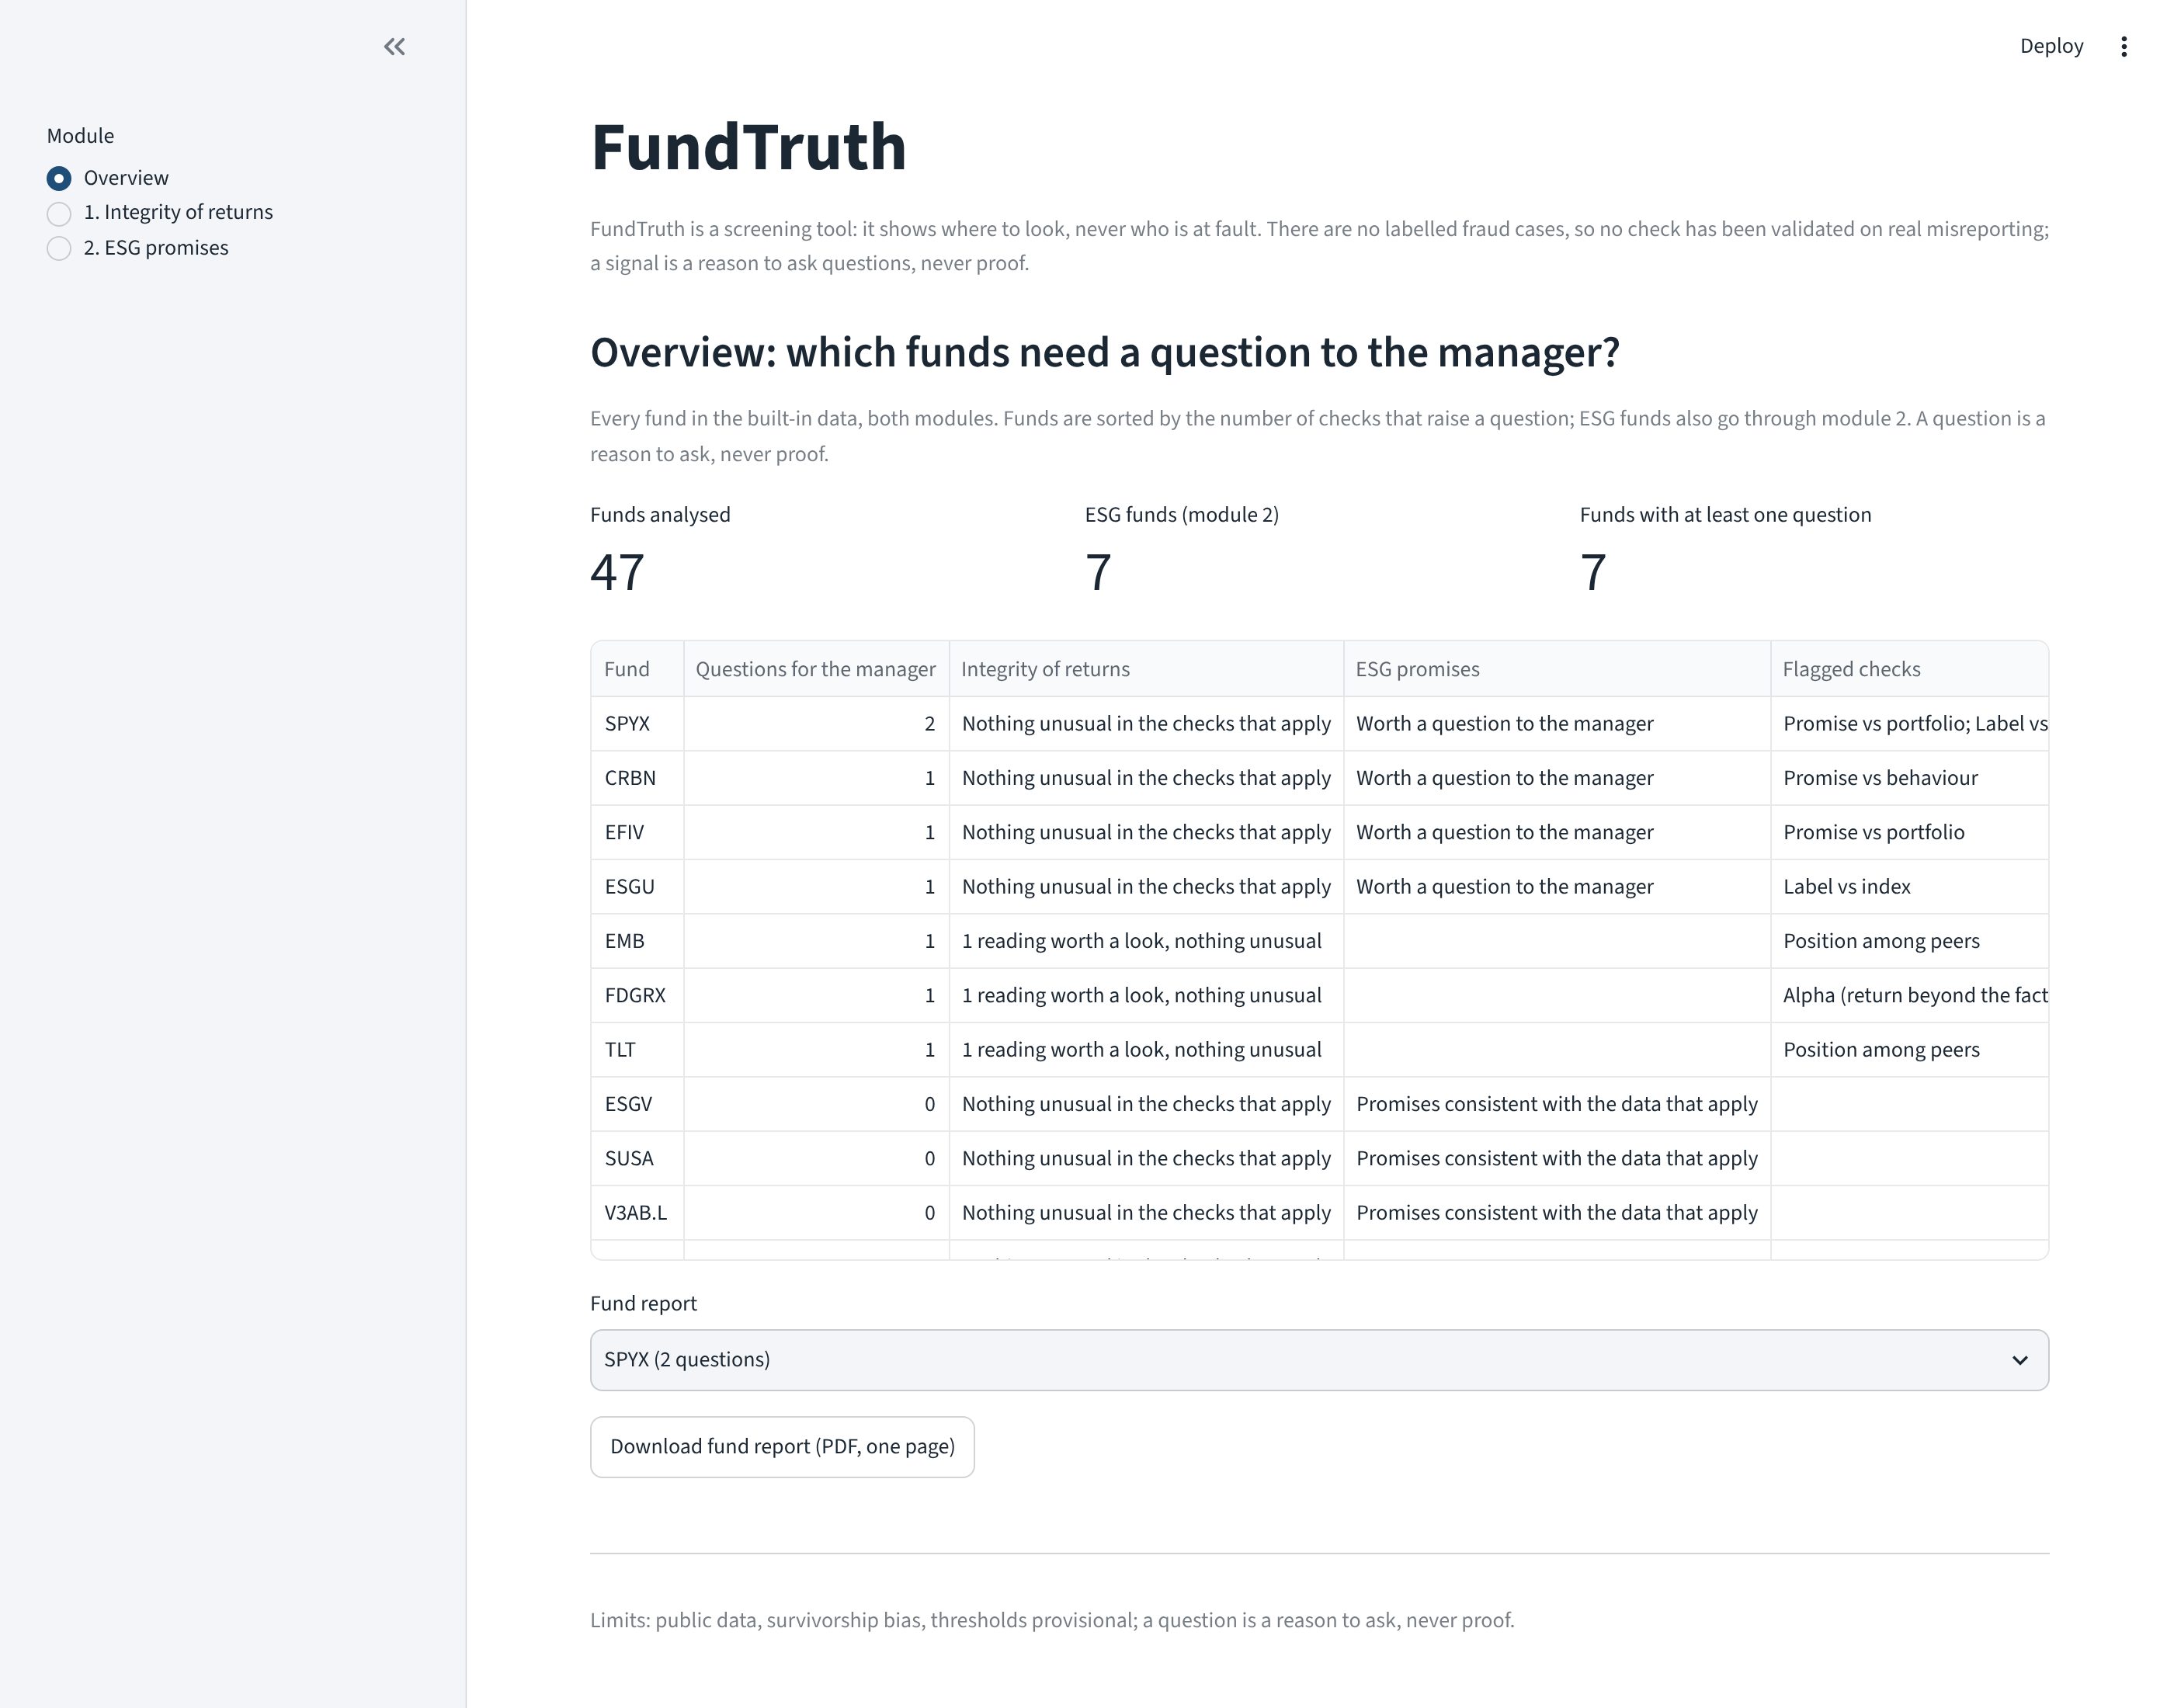 Deploy
Module
Overview
1. Integrity of returns
2. ESG promises
FundTruth
FundTruth is a screening tool: it shows where to look, never who is at fault. There are no labelled fraud cases, so no check has been validated on real misreporting;
a signal is a reason to ask questions, never proof.
Overview: which funds need a question to the manager?
Every fund in the built-in data, both modules. Funds are sorted by the number of checks that raise a question; ESG funds also go through module 2. A question is a
reason to ask, never proof.
Funds analysed ESG funds (module 2) Funds with at least one question
47 7 7
Fund Questions for the manager Integrity of returns ESG promises Flagged checks
SPYX 2 Nothing unusual in the checks that apply Worth a question to the manager Promise vs portfolio; Label vs
CRBN 1 Nothing unusual in the checks that apply Worth a question to the manager Promise vs behaviour
EFIV 1 Nothing unusual in the checks that apply Worth a question to the manager Promise vs portfolio
ESGU 1 Nothing unusual in the checks that apply Worth a question to the manager Label vs index
EMB 1 1 reading worth a look, nothing unusual Position among peers
FDGRX 1 1 reading worth a look, nothing unusual Alpha (return beyond the fact
TLT 1 1 reading worth a look, nothing unusual Position among peers
ESGV 0 Nothing unusual in the checks that apply Promises consistent with the data that apply
SUSA 0 Nothing unusual in the checks that apply Promises consistent with the data that apply
V3AB.L 0 Nothing unusual in the checks that apply Promises consistent with the data that apply
Fund report
SPYX (2 questions)
Download fund report (PDF, one page)
Limits: public data, survivorship bias, thresholds provisional; a question is a reason to ask, never proof.